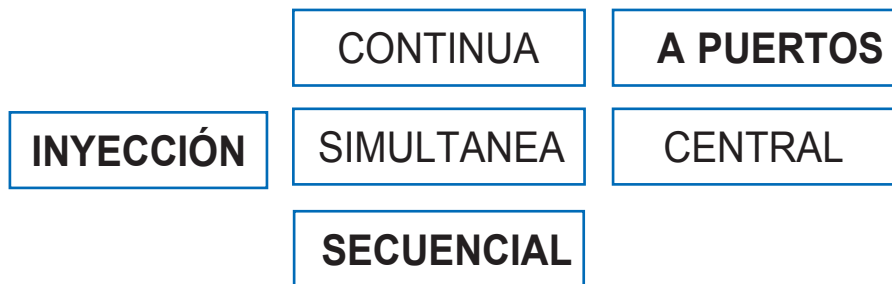 CONTINUA
A PUERTOS
INYECCIÓN
SIMULTANEA
CENTRAL
SECUENCIAL